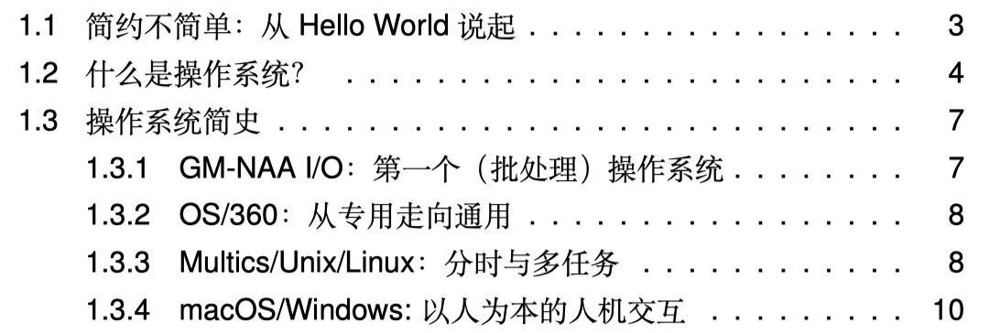 1.1 简约不简单：从 Hello World 说起 . . . . . . . . . . . . . . . . . 3
1.2 什么是操作系统？ . . . . . . . . . . . . . . . . . . . . . . . . 4
1.3 操作系统简史 . . . . . . . . . . . . . . . . . . . . . . . . . . . 7
1.3.1 GM-NAA I/O：第一个（批处理）操作系统 . . . . . . . . 7
1.3.2 OS/360：从专用走向通用 . . . . . . . . . . . . . . . . . 8
1.3.3 Multics/Unix/Linux：分时与多任务 . . . . . . . . . . . . 8
1.3.4 macOS/Windows: 以人为本的人机交互 . . . . . . . . . 10